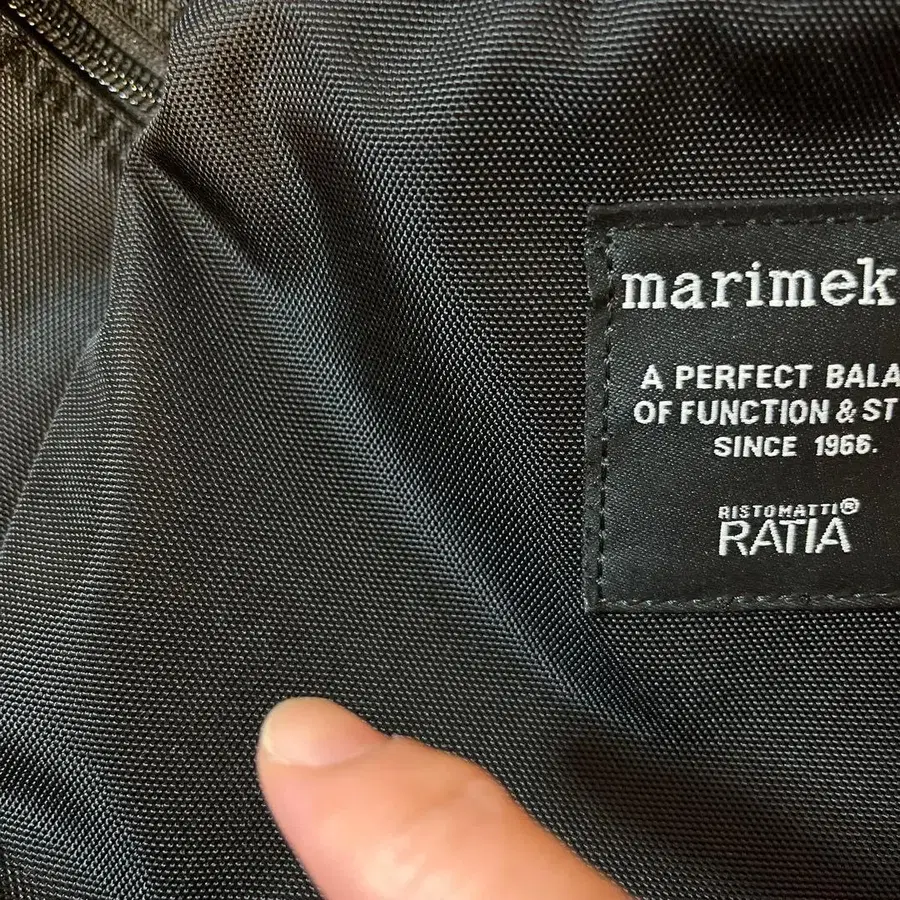 marimek
A PERFECT BALA
OF FUNCTION & ST
SINCE 1966.
RISTOMATTI®
RATIA